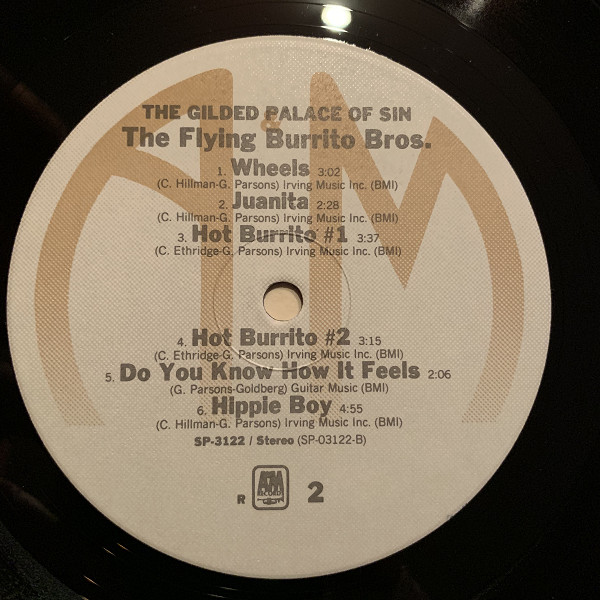 THE GILDED PALACE OF SIN
The Flying Burrito Bros.
1. Wheels 3:02
(C. Hillman-G. Parsons) Irving Music Inc. (BMI)
2. Juanita 2:28
(C. Hillman-G. Parsons) Irving Music Inc. (BMI)
3. Hot Burrito #1 3:37
(C. Ethridge-G. Parsons) Irving Music Inc. (BMI)
4. Hot Burrito #2 3:15
(C. Ethridge-G. Parsons) Irving Music Inc. (BMI)
5. Do You Know How It Feels 2:06
(G. Parsons-Goldberg) Guitar Music (BMI)
6. Hippie Boy 4:55
(C. Hillman-G. Parsons) Irving Music Inc. (BMI)
SP-3122 / Stereo (SP-03122-B)
A&M
RECORDS
R 2